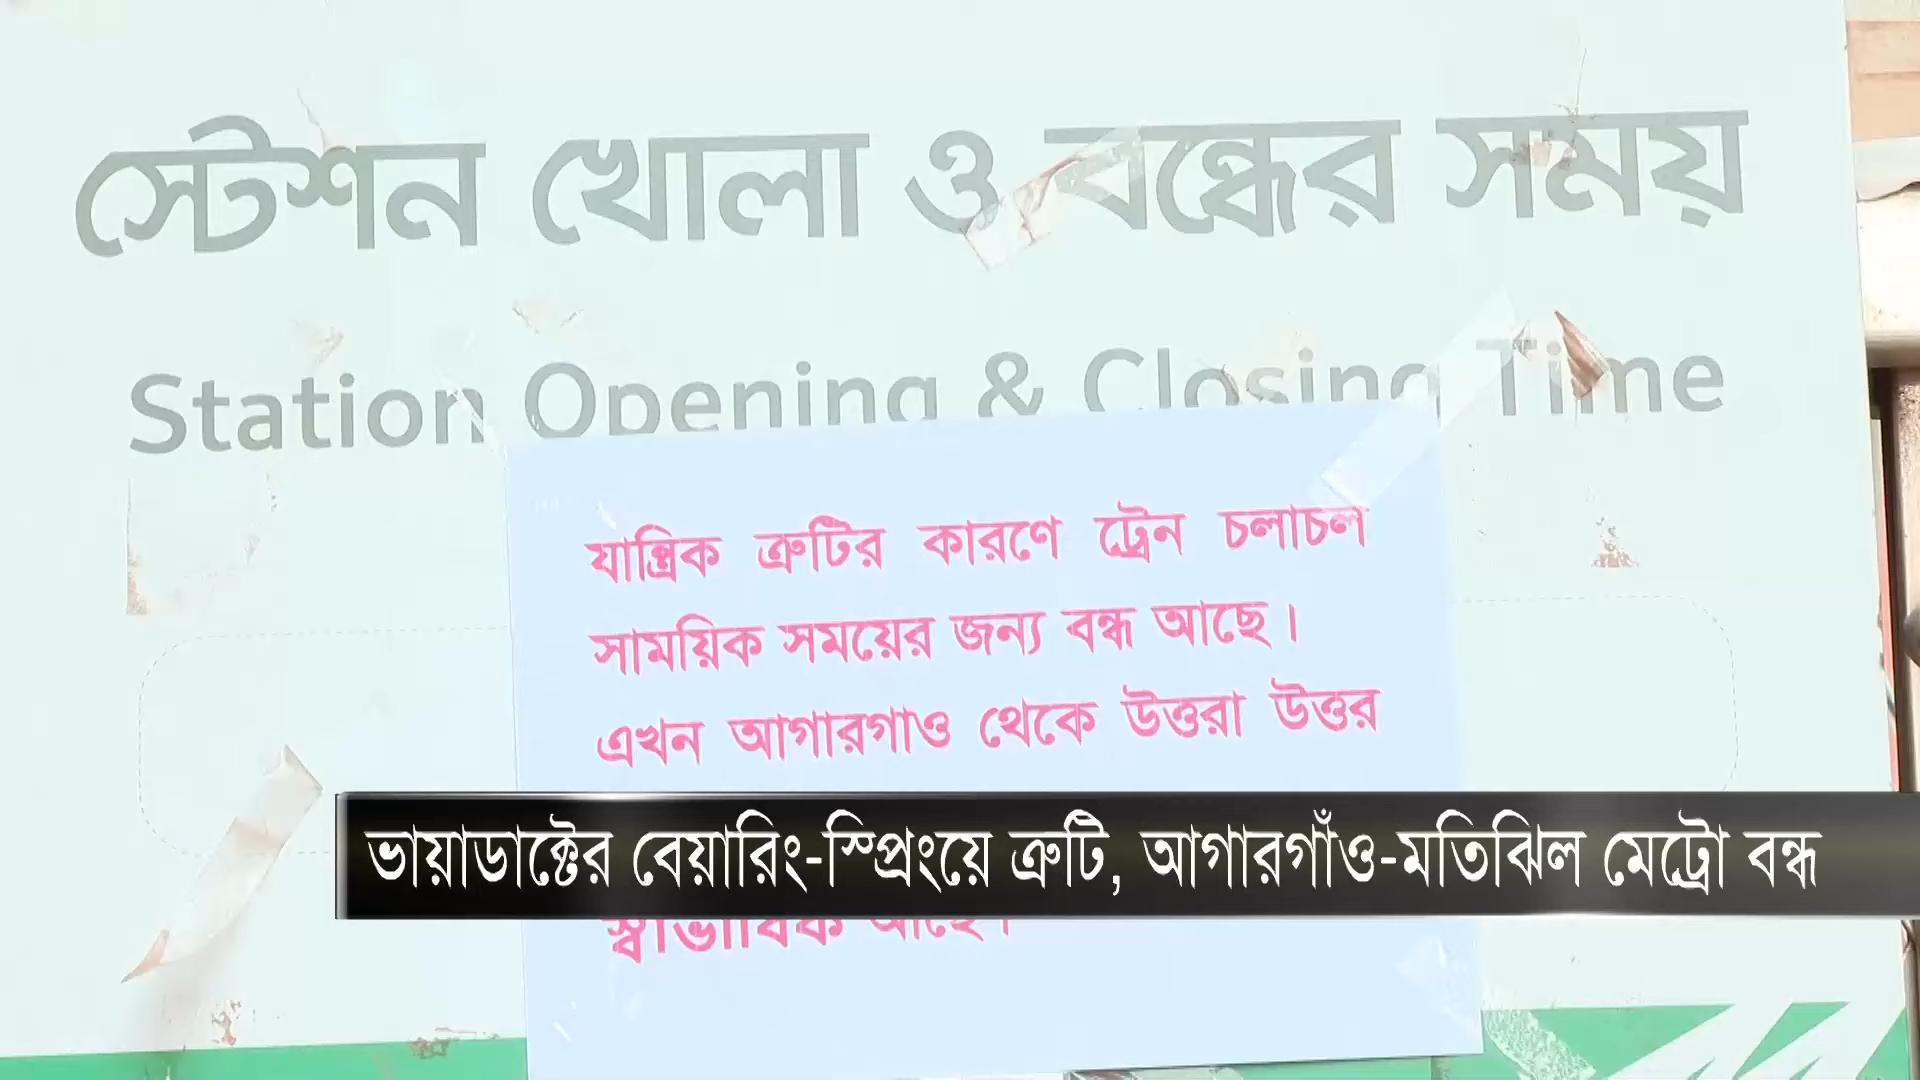 স্টেশন খোলা ও বন্ধের সময়
Station Opening & Closing Time
যান্ত্রিক ত্রুটির কারণে ট্রেন চলাচল
সাময়িক সময়ের জন্য বন্ধ আছে।
এখন আগারগাও থেকে উত্তরা উত্তর
ভায়াডাক্টের বেয়ারিং-স্প্রিংয়ে ত্রুটি, আগারগাঁও-মতিঝিল মেট্রো বন্ধ
স্বাভাবিক আছে।